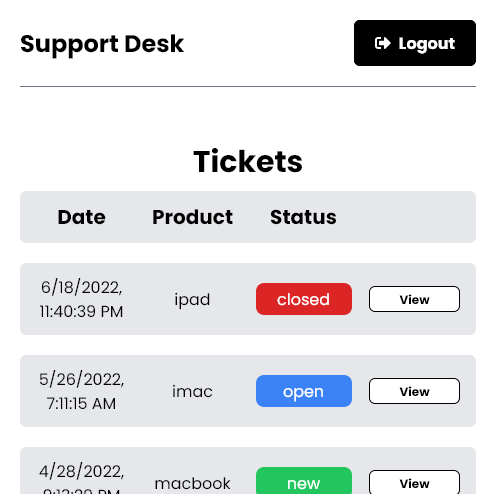 Support Desk
Logout
Tickets
Date Product Status
6/18/2022,
11:40:39 PM
ipad
closed
View
5/26/2022,
7:11:15 AM
imac
open
View
4/28/2022,
macbook
new
View